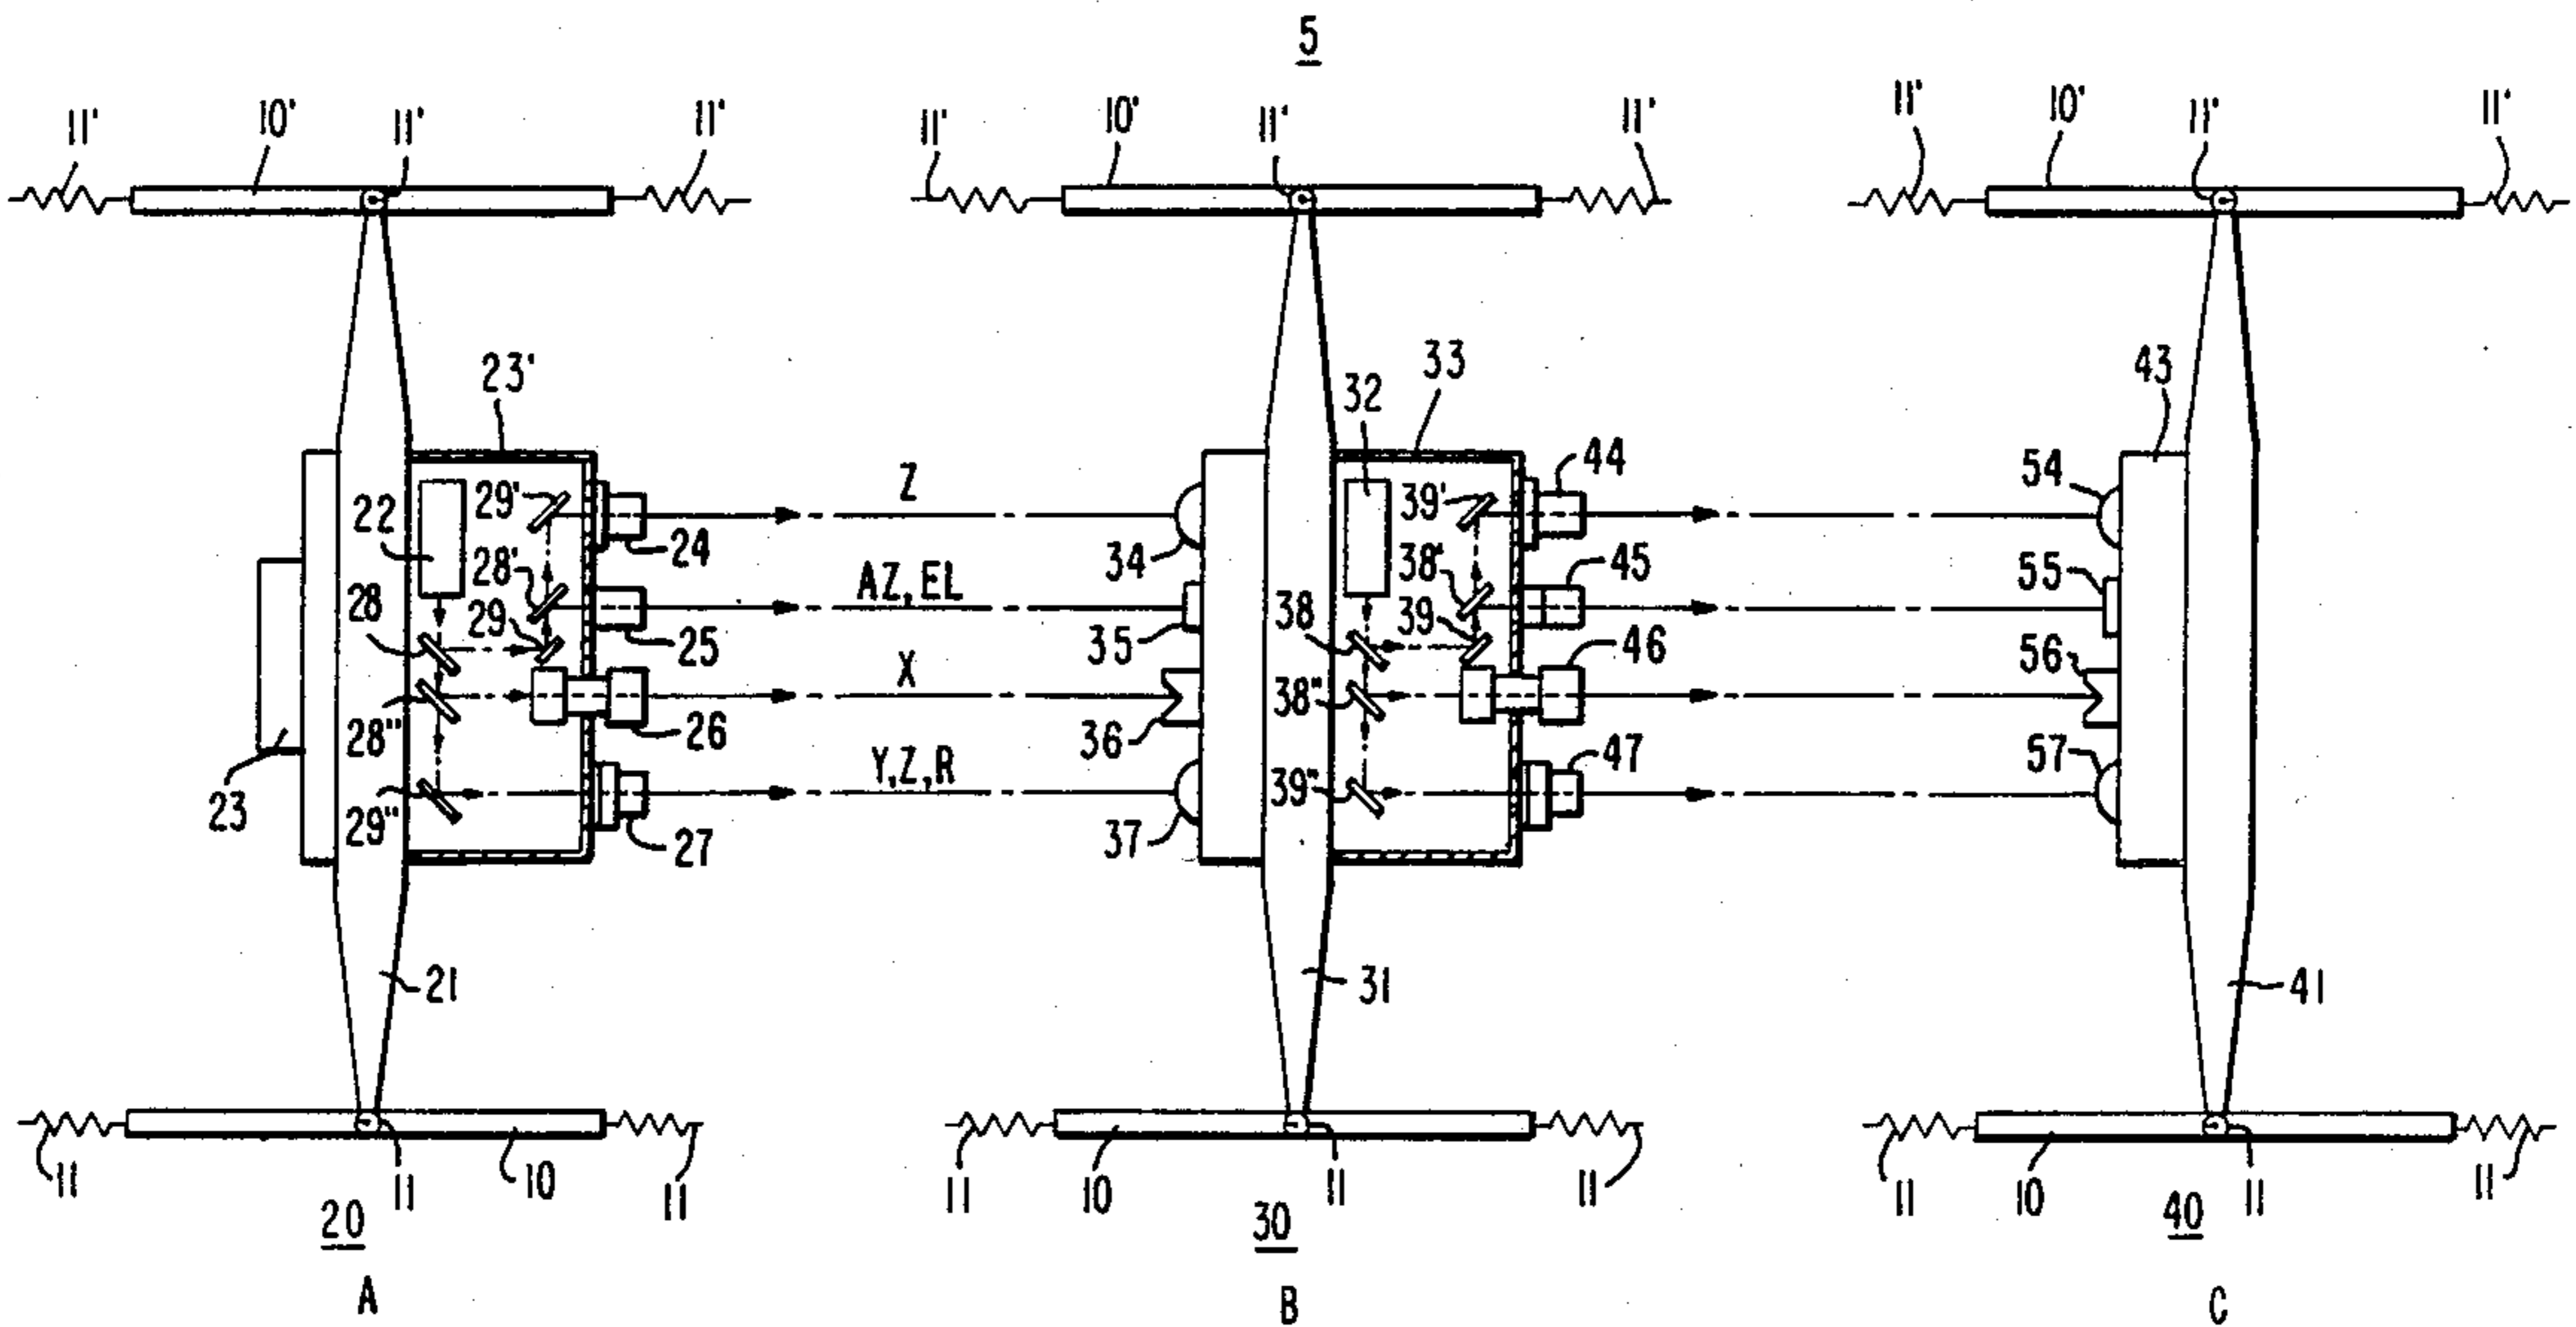 5
11' 10' 11' 11' 11' 10' 11' 11' 11' 10' 11' 11'
23' 32 33 43
Z 44 54
22 29' 24 34 39'
28' AZ, EL 38' 45 55
28 29 25 35 38 39
X 46 56
28" 26 36 38"
Y, Z, R 47 57
23 29" 27 37 39"
21 31 41
11 11 10 11 11 10 11 11 11 10 11 11
20 30 40
A B C